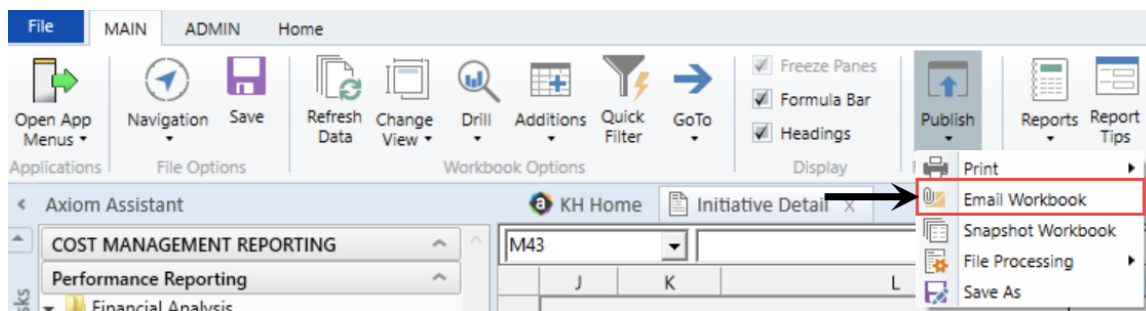 File MAIN ADMIN Home
Open App Menus
Navigation
Save
Refresh Data
Change View
Drill
Additions
Quick Filter
GoTo
Freeze Panes
Formula Bar
Headings
Publish
Reports
Report Tips
Applications File Options Workbook Options Display
Print
Email Workbook
Snapshot Workbook
File Processing
Save As
Axiom Assistant
KH Home Initiative Detail x
COST MANAGEMENT REPORTING
Performance Reporting
Financial Analysis
M43
J K L